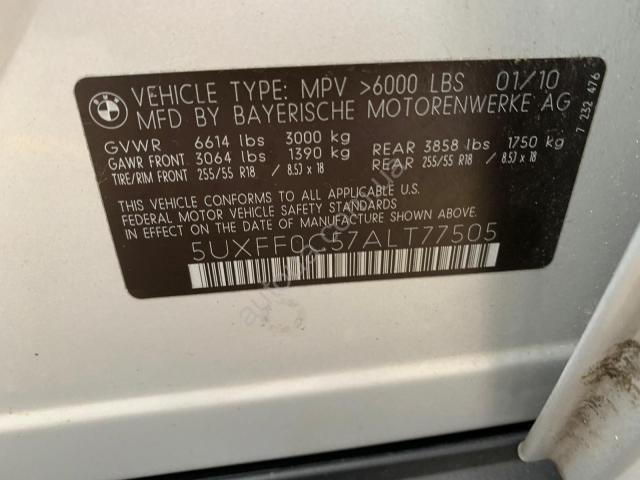 BMW
VEHICLE TYPE: MPV >6000 LBS 01/10
MFD BY BAYERISCHE MOTORENWERKE AG
7 232 476
GVWR 6614 lbs 3000 kg
GAWR FRONT 3064 lbs 1390 kg REAR 3858 lbs 1750 kg
TIRE/RIM FRONT 255/55 R18 / 8.5J x 18 REAR 255/55 R18 / 8.5J x 18
THIS VEHICLE CONFORMS TO ALL APPLICABLE U.S.
FEDERAL MOTOR VEHICLE SAFETY STANDARDS
IN EFFECT ON THE DATE OF MANUFACTURE SHOWN ABOVE.
5UXFF0C57ALT77505